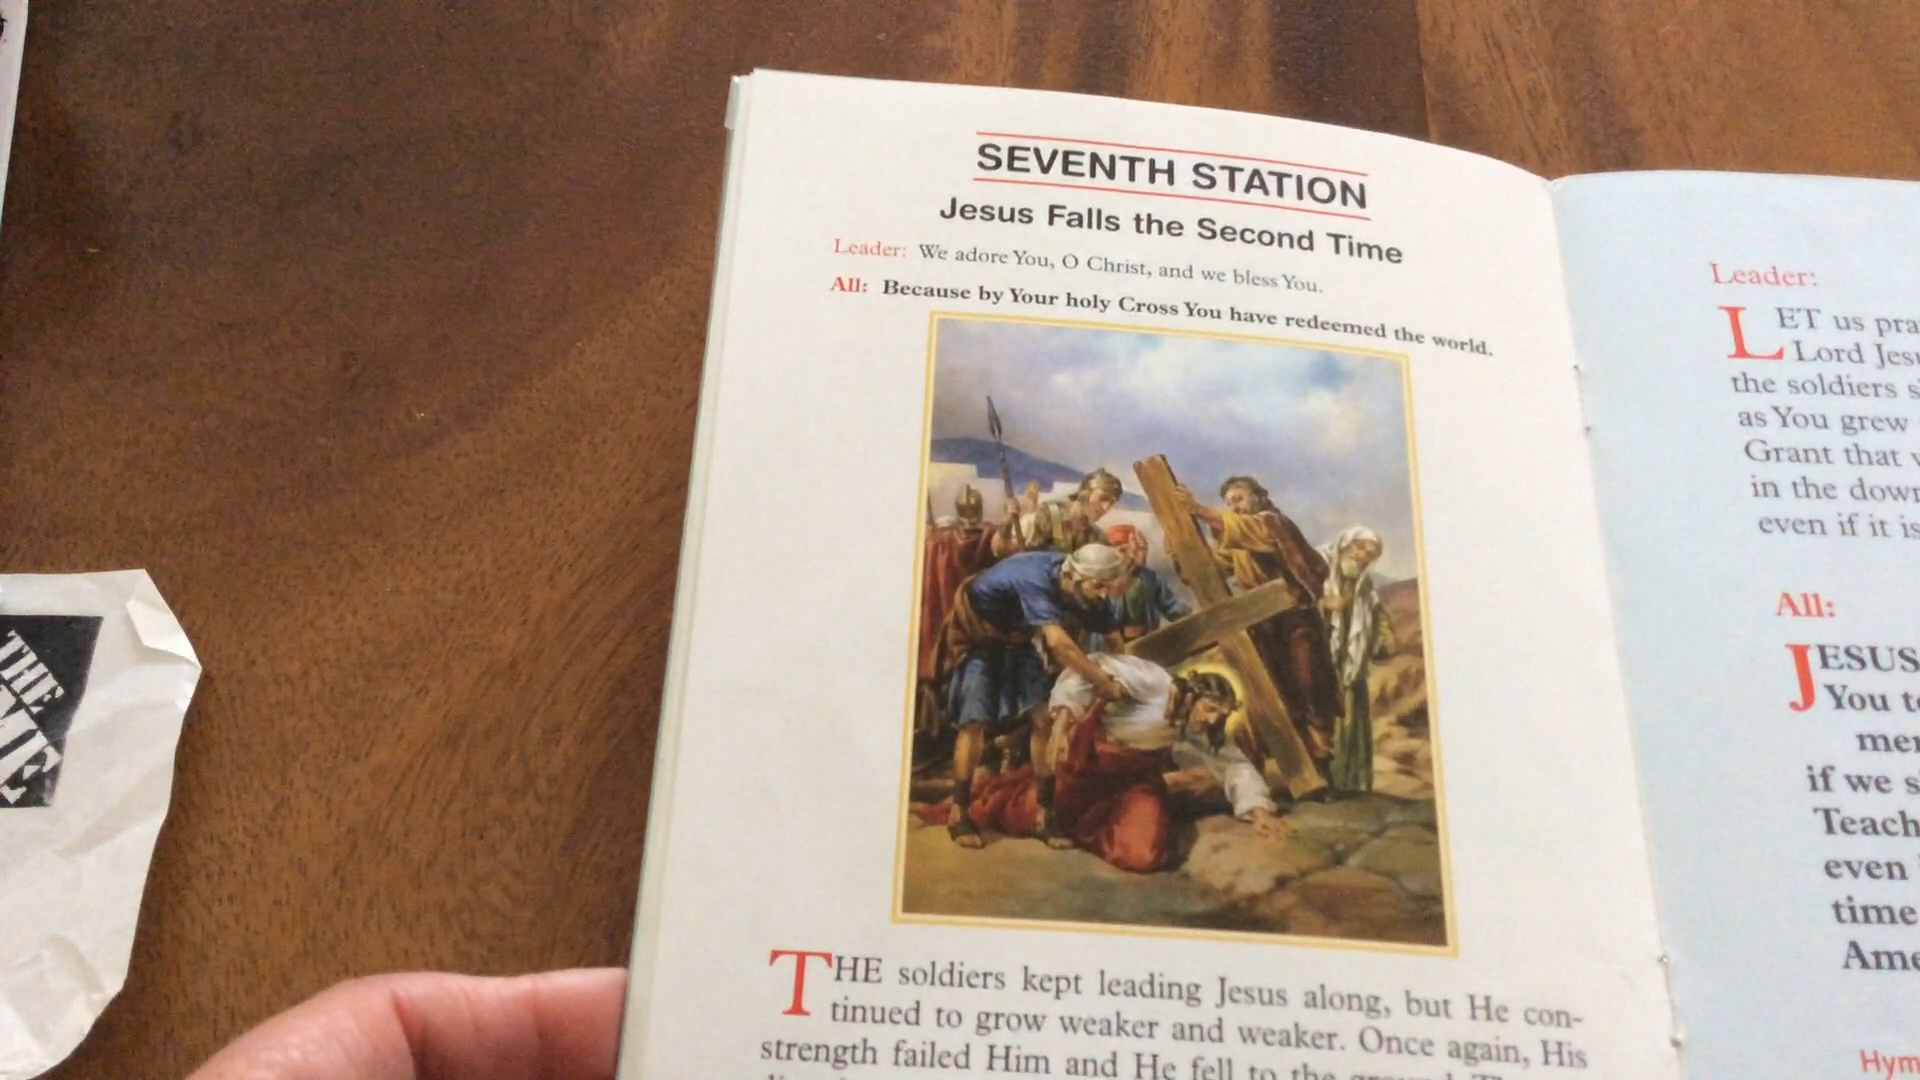 SEVENTH STATION
Jesus Falls the Second Time
Leader: We adore You, O Christ, and we bless You.
All: Because by Your holy Cross You have redeemed the world.
THE soldiers kept leading Jesus along, but He con-
tinued to grow weaker and weaker. Once again, His
strength failed Him and He fell to the
Leader:
LET us
Lord
the soldiers
as You grew
Grant that
in the
even if it is
All:
JESUS
You

if we
Teach
even
time
THE